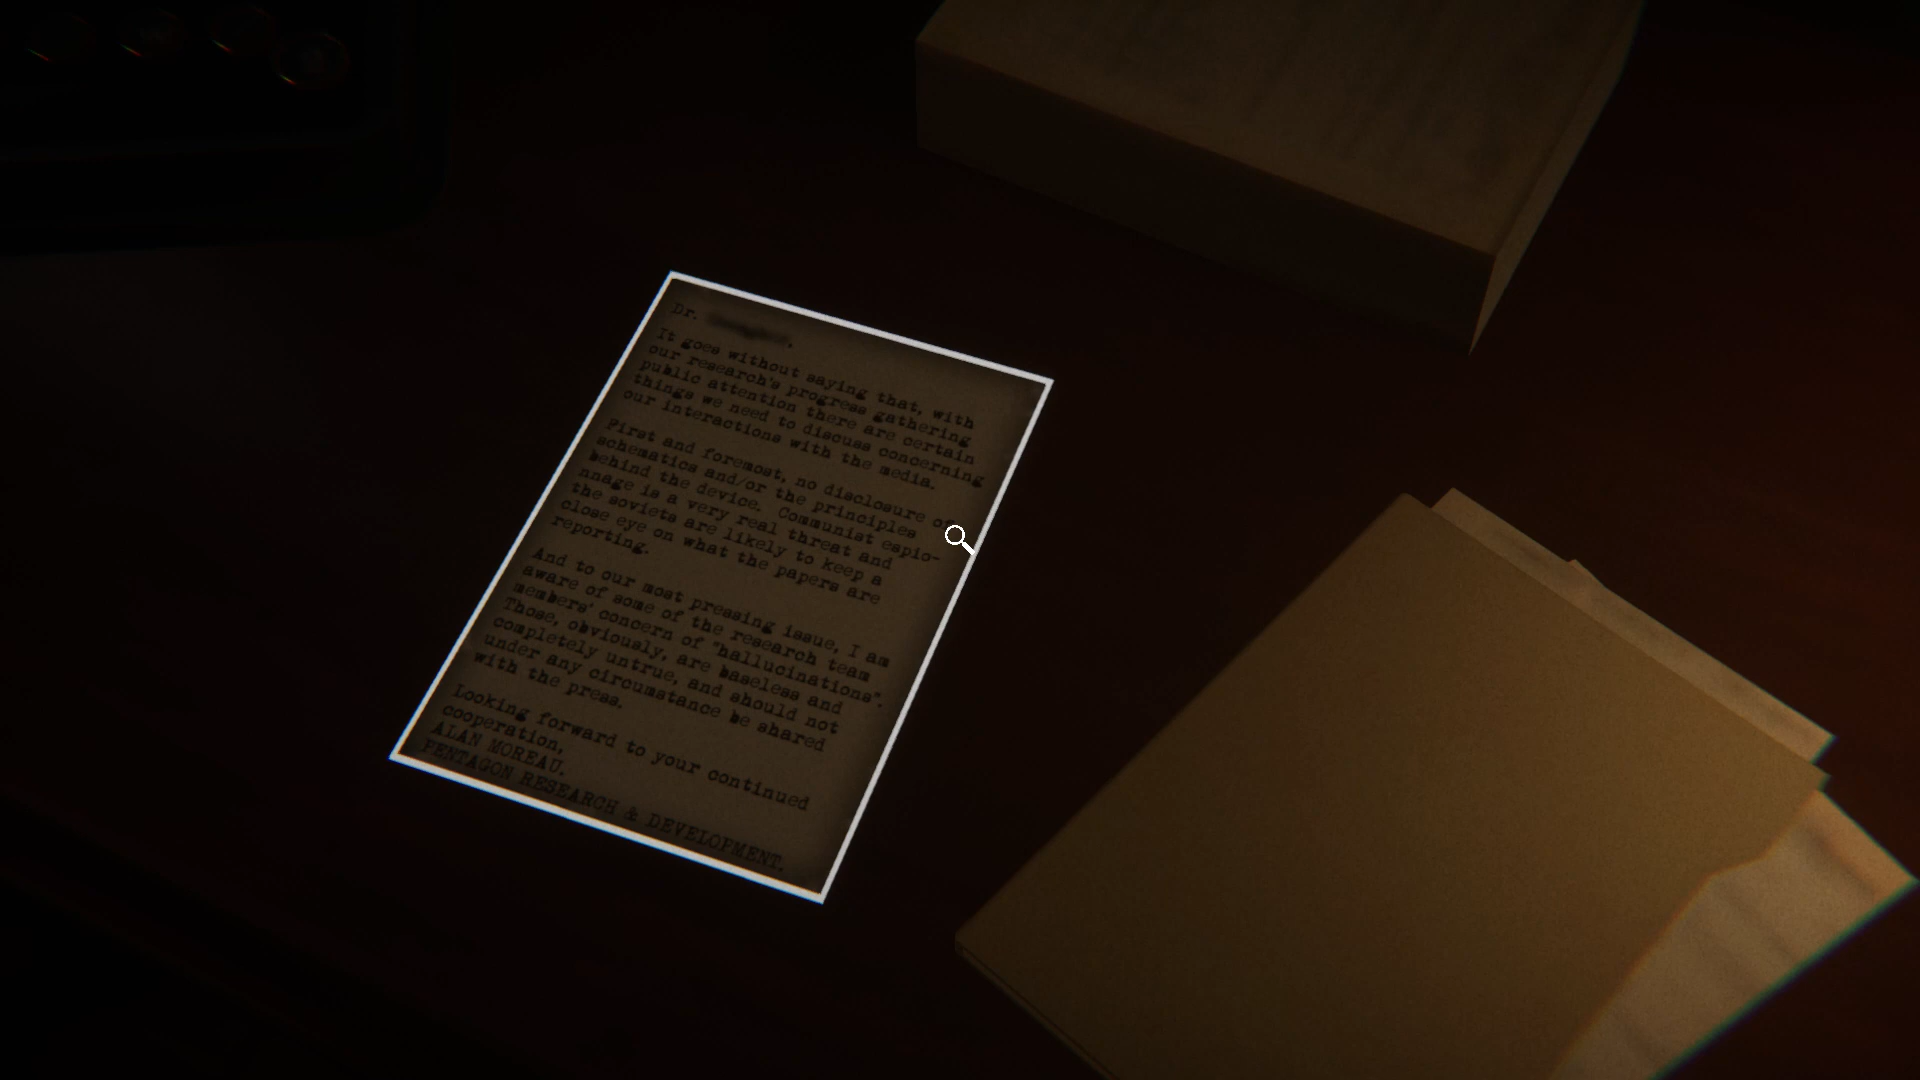 Dr.
It goes without saying that, with
our research's progress gathering
public attention there are certain
things we need to discuss concerning
our interactions with the media.
First and foremost, no disclosure of
schematics and/or the principles
behind the device. Communist espio-
nnage is a very real threat and
the soviets are likely to keep a
close eye on what the papers are
reporting.
And to our most pressing issue, I am
aware of some of the research team
members' concern of "hallucinations".
Those, obviously, are baseless and
completely untrue, and should not
under any circumstance be shared
with the press.
Looking forward to your continued
cooperation,
ALAN MOREAU.
PENTAGON RESEARCH & DEVELOPMENT.